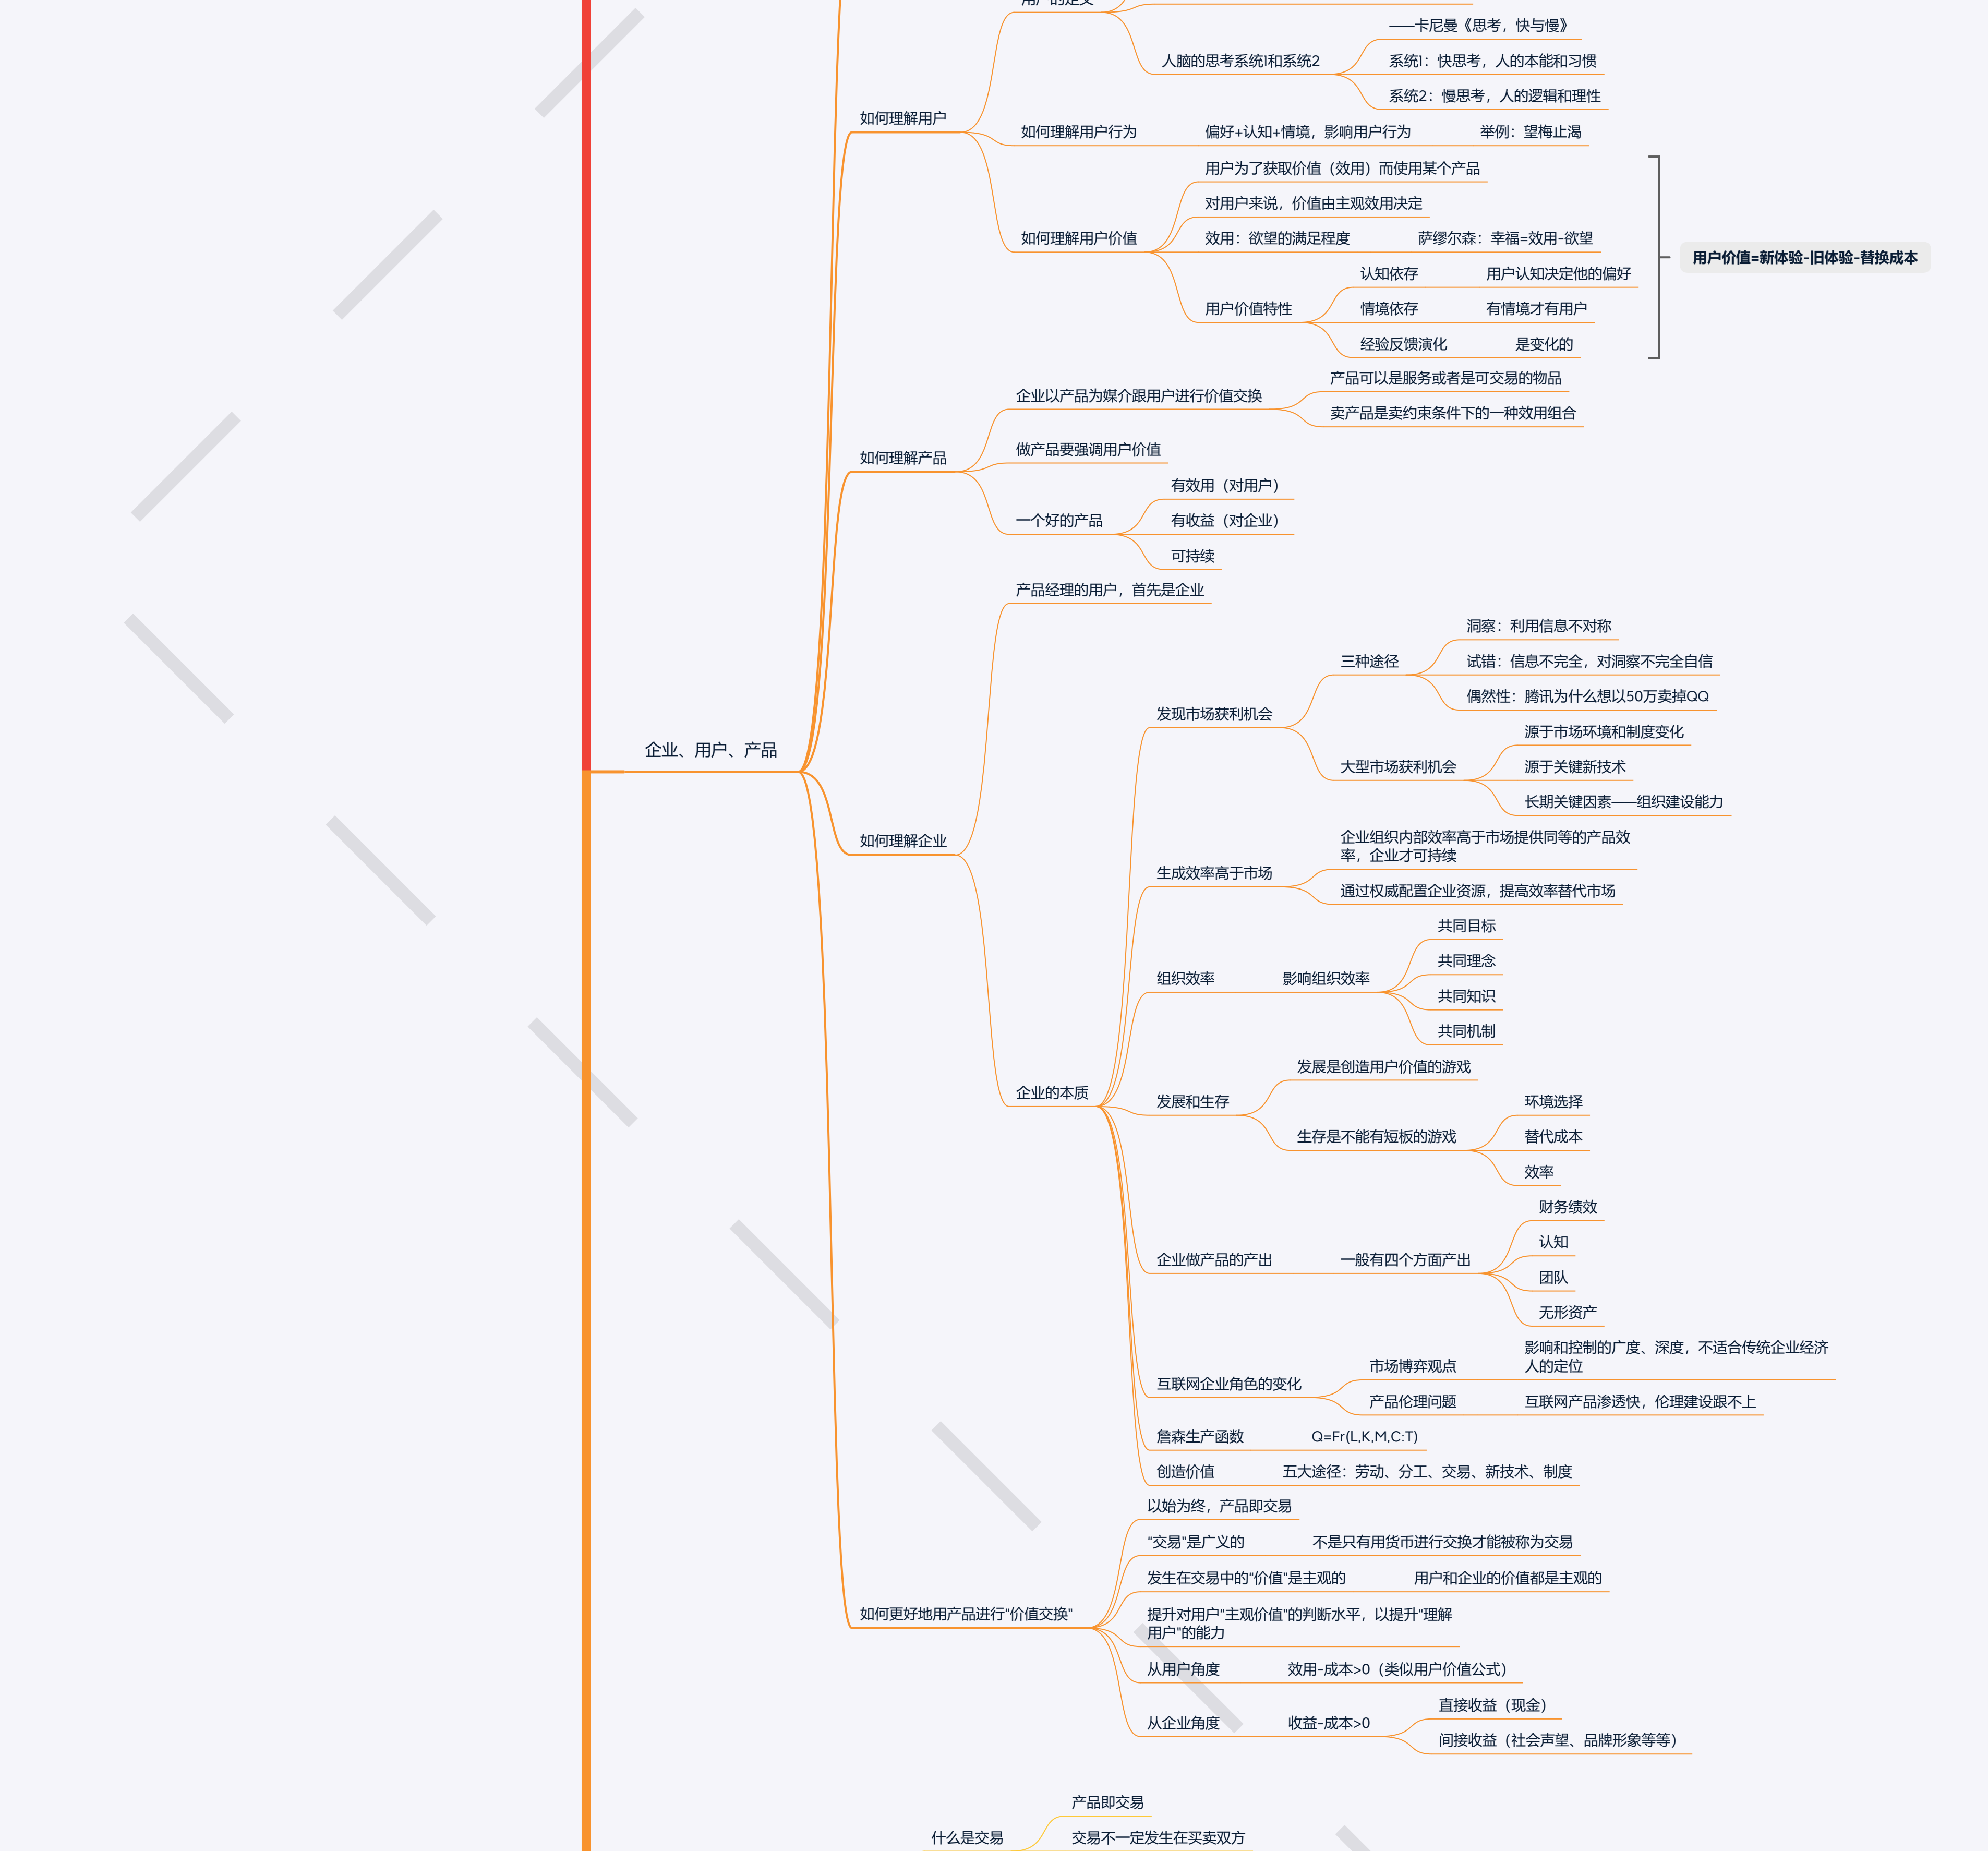 用户的定义
——卡尼曼《思考，快与慢》
人脑的思考系统1和系统2
系统1：快思考，人的本能和习惯
系统2：慢思考，人的逻辑和理性
如何理解用户
如何理解用户行为
偏好+认知+情境，影响用户行为
举例：望梅止渴
用户为了获取价值（效用）而使用某个产品
对用户来说，价值由主观效用决定
如何理解用户价值
效用：欲望的满足程度
萨缪尔森：幸福=效用-欲望
用户价值=新体验-旧体验-替换成本
认知依存
用户认知决定他的偏好
用户价值特性
情境依存
有情境才有用户
经验反馈演化
是变化的
企业以产品为媒介跟用户进行价值交换
产品可以是服务或者是可交易的物品
卖产品是卖约束条件下的一种效用组合
如何理解产品
做产品要强调用户价值
有效用（对用户）
一个好的产品
有收益（对企业）
可持续
产品经理的用户，首先是企业
洞察：利用信息不对称
三种途径
试错：信息不完全，对洞察不完全自信
偶然性：腾讯为什么想以50万卖掉QQ
发现市场获利机会
源于市场环境和制度变化
企业、用户、产品
大型市场获利机会
源于关键新技术
长期关键因素——组织建设能力
如何理解企业
企业组织内部效率高于市场提供同等的产品效
率，企业才可持续
生成效率高于市场
通过权威配置企业资源，提高效率替代市场
共同目标
共同理念
组织效率
影响组织效率
共同知识
共同机制
发展是创造用户价值的游戏
企业的本质
发展和生存
环境选择
生存是不能有短板的游戏
替代成本
效率
财务绩效
认知
企业做产品的产出
一般有四个方面产出
团队
无形资产
影响和控制的广度、深度，不适合传统企业经济
人的定位
市场博弈观点
互联网企业角色的变化
产品伦理问题
互联网产品渗透快，伦理建设跟不上
詹森生产函数
Q=Fr(L,K,M,C:T)
创造价值
五大途径：劳动、分工、交易、新技术、制度
以始为终，产品即交易
"交易"是广义的
不是只有用货币进行交换才能被称为交易
发生在交易中的"价值"是主观的
用户和企业的价值都是主观的
如何更好地用产品进行"价值交换"
提升对用户"主观价值"的判断水平，以提升"理解
用户"的能力
从用户角度
效用-成本>0（类似用户价值公式）
直接收益（现金）
从企业角度
收益-成本>0
间接收益（社会声望、品牌形象等等）
产品即交易
什么是交易
交易不一定发生在买卖双方